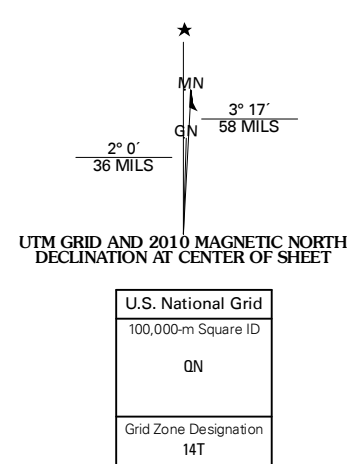 MN
3° 17´
58 MILS
GN
2° 0´
36 MILS
UTM GRID AND 2010 MAGNETIC NORTH
DECLINATION AT CENTER OF SHEET
U.S. National Grid
100,000-m Square ID
QN
Grid Zone Designation
14T